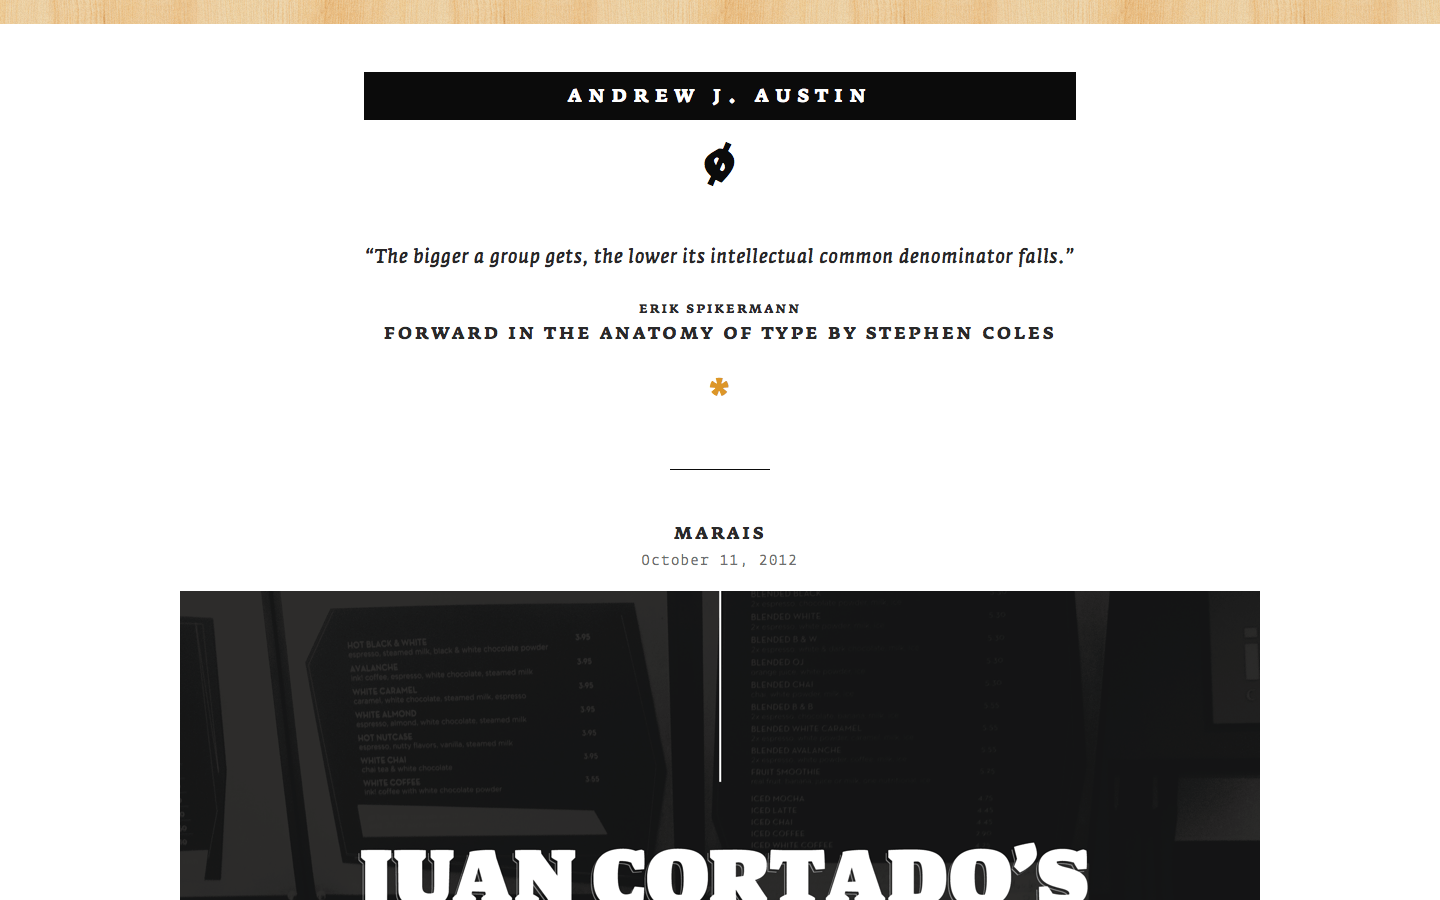 ANDREW J. AUSTIN
“The bigger a group gets, the lower its intellectual common denominator falls.”
ERIK SPIKERMANN
FORWARD IN THE ANATOMY OF TYPE BY STEPHEN COLES
*
MARAIS
October 11, 2012
HOT BLACK & WHITE 3.95
espresso, steamed milk, black & white chocolate powder
AVALANCHE 3.95
viki coffee, espresso, white chocolate, steamed milk
WHITE CARAMEL 3.95
caramel, white chocolate, steamed milk, espresso
WHITE ALMOND 3.95
espresso, almond, white chocolate, steamed milk
HOT NUTCASE 3.95
espresso, nutty flavors, vanilla, steamed milk
WHITE CHAI 3.95
chai tea & white chocolate
WHITE COFFEE 3.95
viki coffee with white chocolate powder
BLENDED BLACK
BLENDED WHITE
BLENDED B & W
BLENDED OJ
BLENDED CHAI
BLENDED B & B
BLENDED WHITE CARAMEL
BLENDED AVALANCHE
FRUIT SMOOTHIE
ICED MOCHA
ICED LATTE
ICED CHAI
ICED COFFEE
ICED WHITE COFFEE
JUAN CORTADO’S